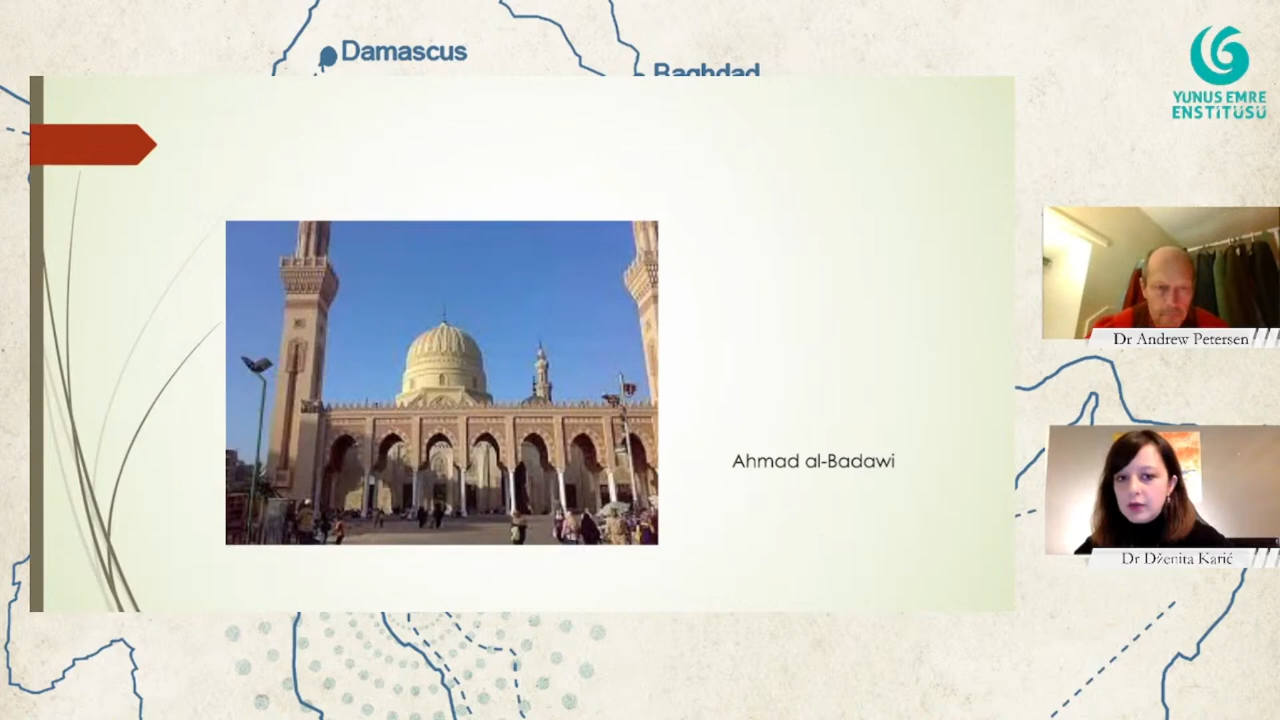 Damascus
Baghdad
YUNUS EMRE
ENSTİTÜSÜ
Dr Andrew Petersen
Ahmad al-Badawi
Dr Dženita Karić